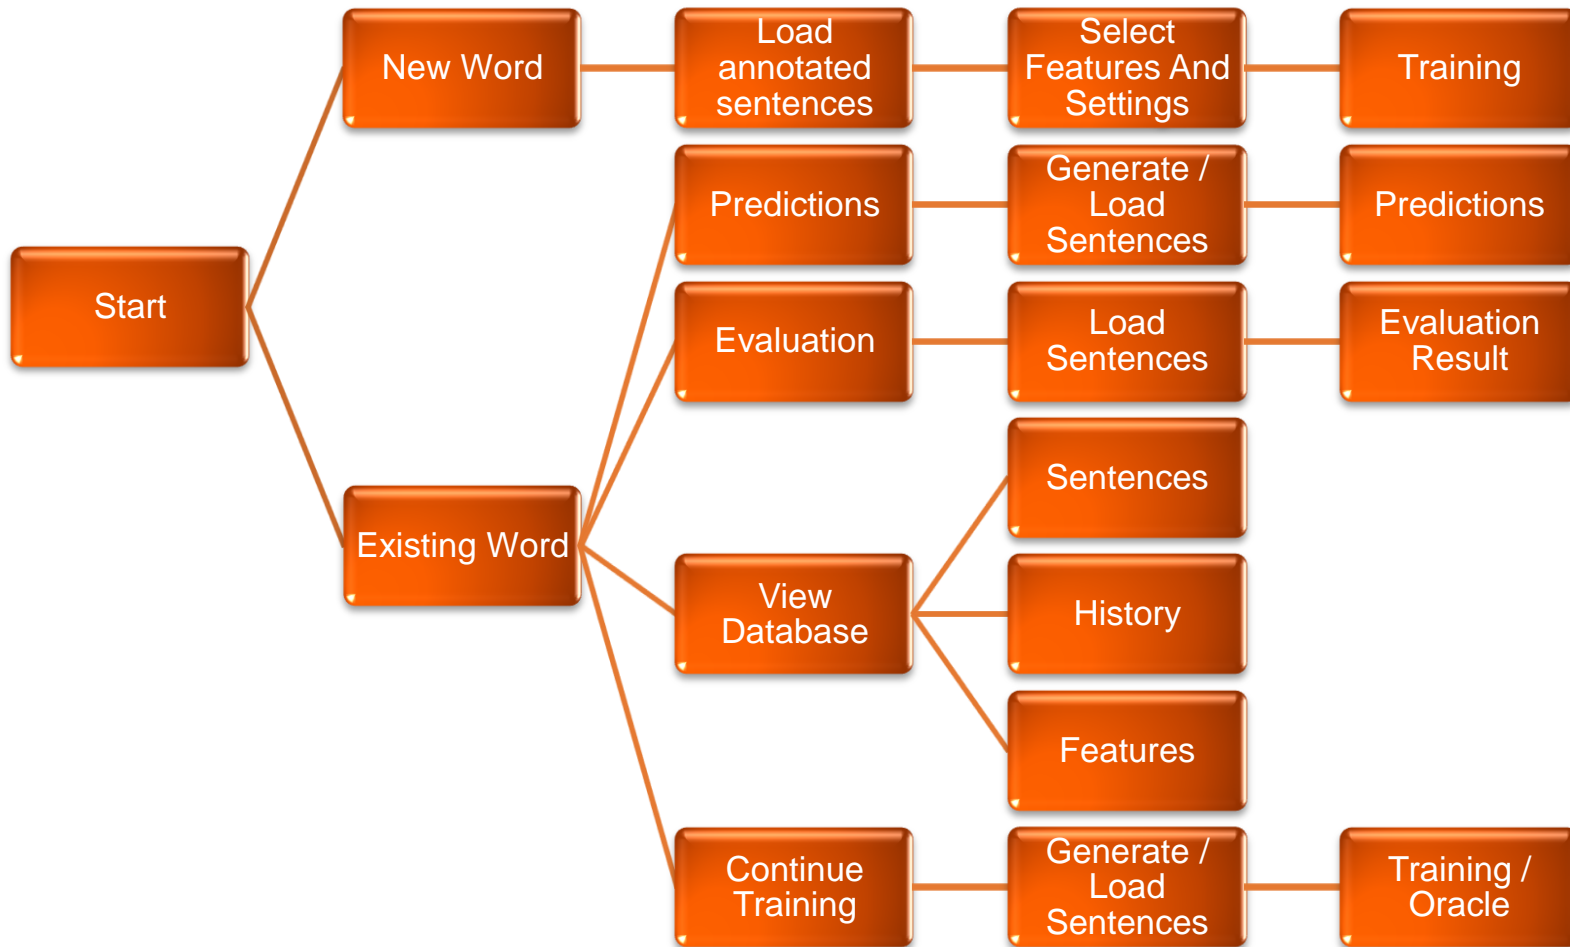 New Word
Load
annotated
sentences
Select
Features And
Settings
Training
Predictions
Generate /
Load
Sentences
Predictions
Start
Evaluation
Load
Sentences
Evaluation
Result
Existing Word
Sentences
View
Database
History
Features
Continue
Training
Generate /
Load
Sentences
Training /
Oracle